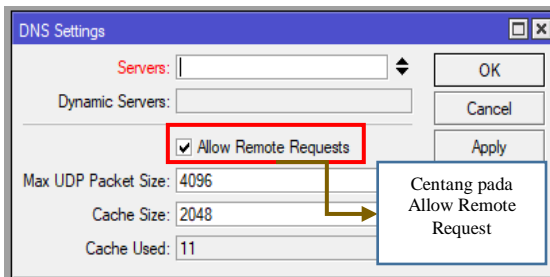 DNS Settings
Servers:
OK
Dynamic Servers:
Cancel
Allow Remote Requests
Apply
Max UDP Packet Size: 4096
Cache Size: 2048
Cache Used: 11
Centang pada
Allow Remote
Request